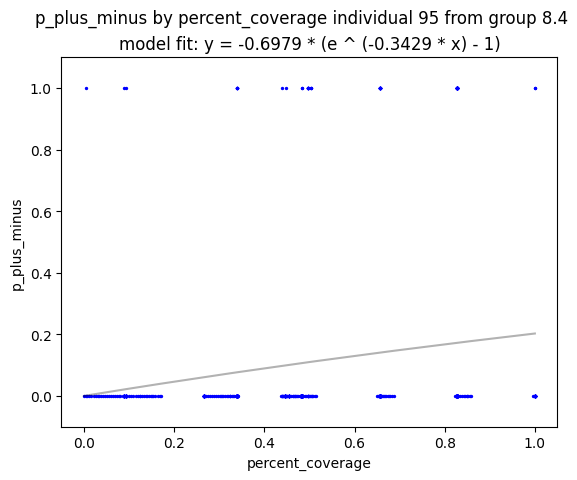 p_plus_minus by percent_coverage individual 95 from group 8.4
model fit: y = -0.6979 * (e ^ (-0.3429 * x) - 1)
1.0
0.8
0.6
0.4
0.2
0.0
p_plus_minus
0.0 0.2 0.4 0.6 0.8 1.0
percent_coverage